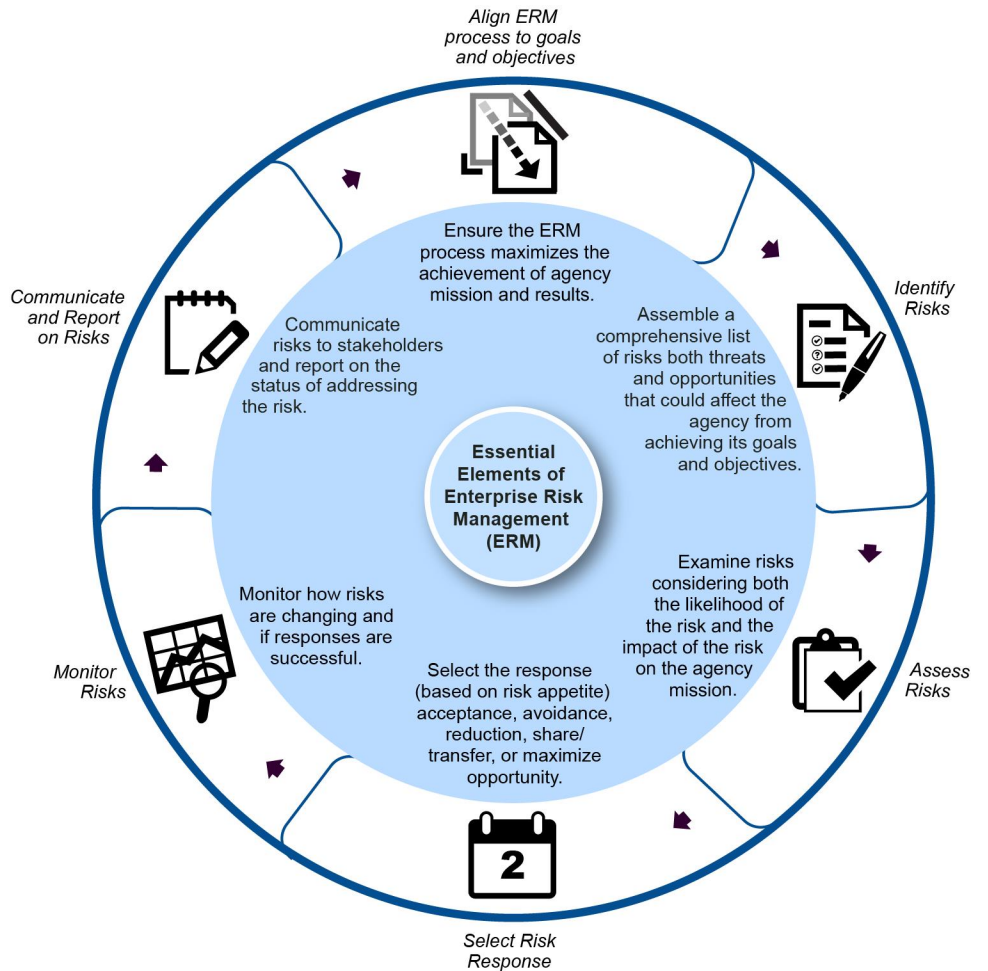 Align ERM
process to goals
and objectives
Ensure the ERM
process maximizes the
achievement of agency
mission and results.
Identify
Risks
Assemble a
comprehensive list
of risks both threats
and opportunities
that could affect the
agency from
achieving its goals
and objectives.
Assess
Risks
Examine risks
considering both
the likelihood of
the risk and the
impact of the risk
on the agency
mission.
Select Risk
Response
Select the response
(based on risk appetite)
acceptance, avoidance,
reduction, share/
transfer, or maximize
opportunity.
2
Monitor
Risks
Monitor how risks
are changing and
if responses are
successful.
Communicate
and Report
on Risks
Communicate
risks to stakeholders
and report on the
status of addressing
the risk.
Essential
Elements of
Enterprise Risk
Management
(ERM)